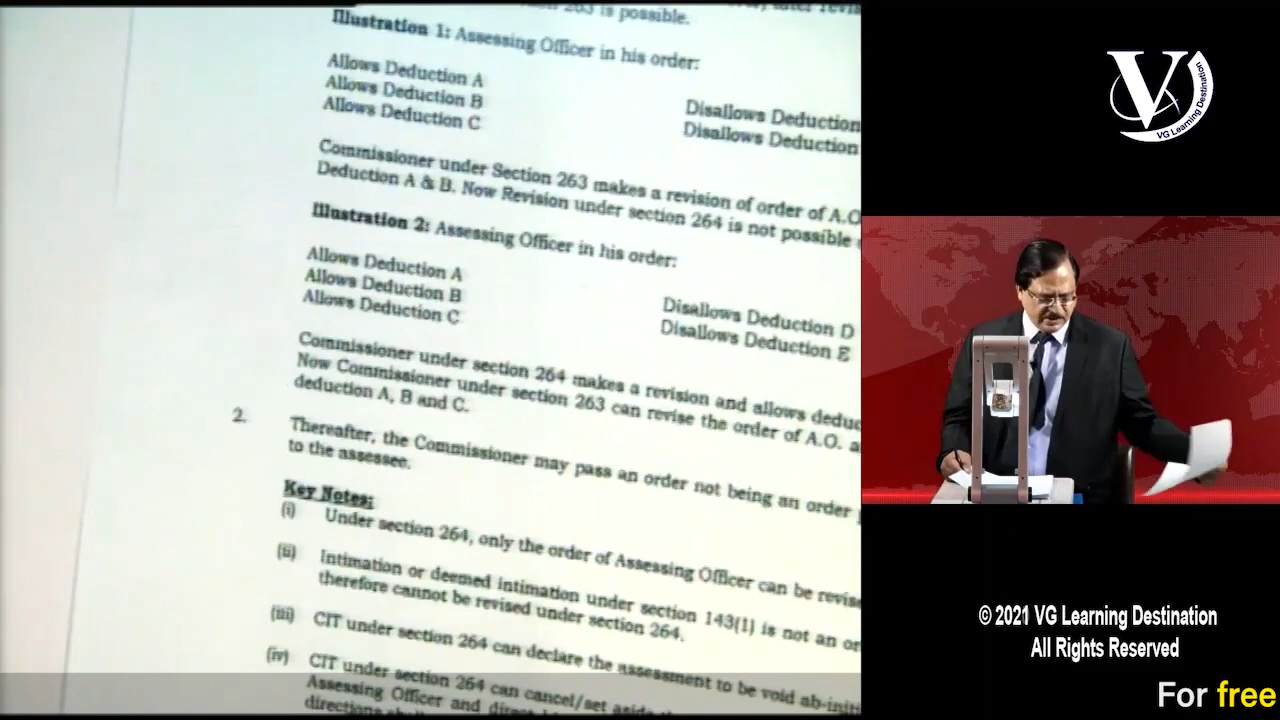 263 is possible.
Illustration 1: Assessing Officer in his order:
Allows Deduction A
Allows Deduction B
Allows Deduction C
Disallows Deduction
Disallows Deduction
Commissioner under Section 263 makes a revision of order of A.O
Deduction A & B. Now Revision under section 264 is not possible
Illustration 2: Assessing Officer in his order:
Allows Deduction A
Allows Deduction B
Allows Deduction C
Disallows Deduction D
Disallows Deduction E
Commissioner under section 264 makes a revision and allows
Now Commissioner under section 263 can revise the order of A.O.
deduction A, B and C.
2. Thereafter, the Commissioner may pass an order not being an order
to the assessee.
Key Notes:
(i) Under section 264, only the order of Assessing Officer can be
(ii) Intimation or deemed intimation under section 143(1) is not an
therefore cannot be revised under section 264.
(iii) CIT under section 264 can declare the assessment to be void
(iv) CIT under section 264 can cancel/set aside
Assessing Officer and
directions
V
VG Learning Destination
© 2021 VG Learning Destination
All Rights Reserved
For free